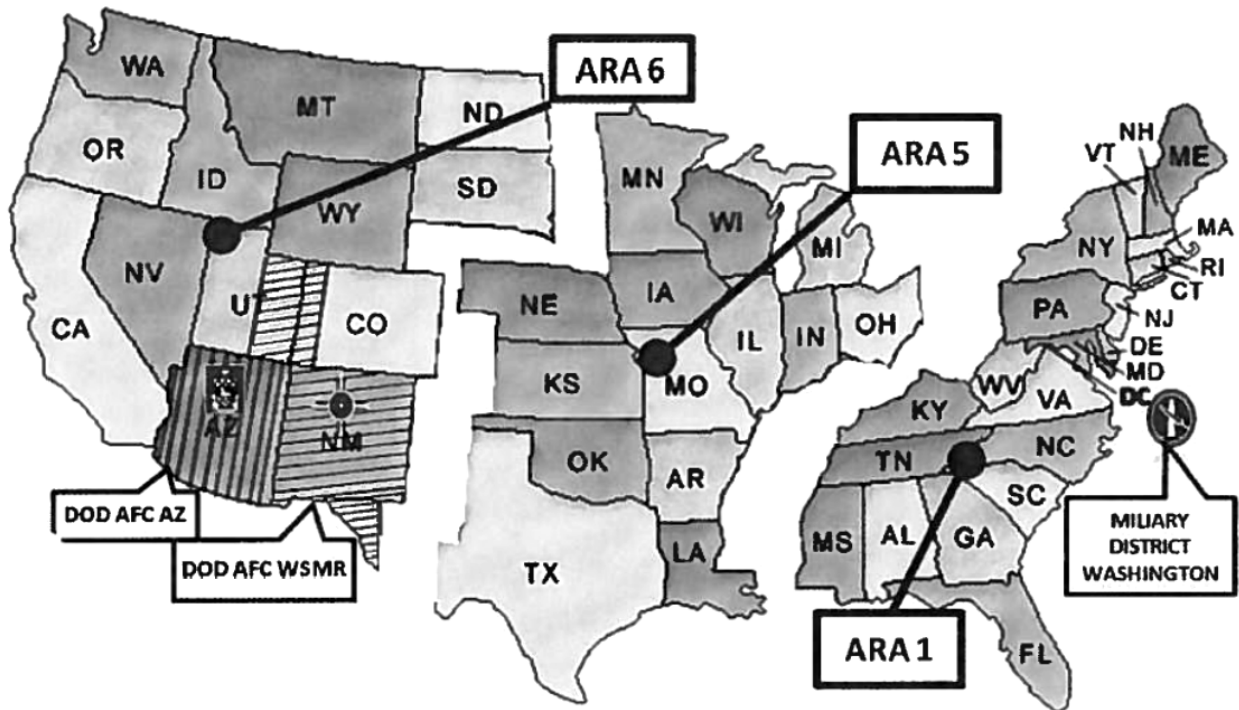 ARA 6
ARA 5
WA
MT
ND
OR
ID
SD
WY
NV
UT
CO
CA
AZ
NM
DOD AFC AZ
DOD AFC WSMR
MN
WI
MI
IA
NE
IL
IN
OH
KS
MO
OK
AR
TX
LA
NH
VT
ME
MA
NY
RI
CT
PA
NJ
DE
MD
DC
WV
VA
KY
NC
TN
SC
MS
AL
GA
FL
MILIARY
DISTRICT
WASHINGTON
ARA 1